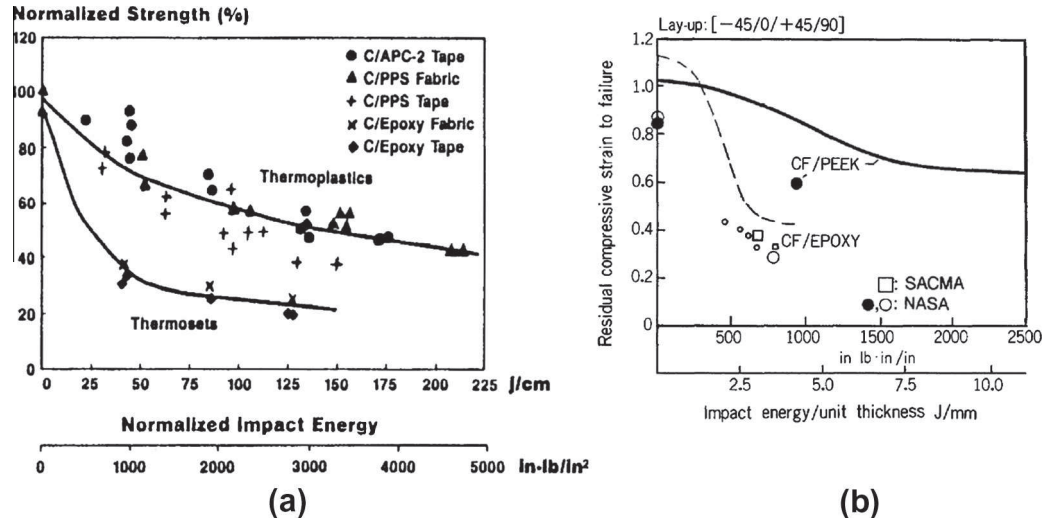 Normalized Strength (%)
120
100
80
60
40
20
0
C/APC-2 Tape
C/PPS Fabric
C/PPS Tape
C/Epoxy Fabric
C/Epoxy Tape
Thermoplastics
Thermosets
0 25 50 75 100 125 150 175 200 225 J/cm
Normalized Impact Energy
0 1000 2000 3000 4000 5000 in-lb/in²
(a)
Lay-up: [−45/0/+45/90]
Residual compressive strain to failure
1.2
1.0
0.8
0.6
0.4
0.2
0
CF/PEEK
CF/EPOXY
: SACMA
, : NASA
500 1000 1500 2000 2500
in lb·in/in
2.5 5.0 7.5 10.0
Impact energy/unit thickness J/mm
(b)